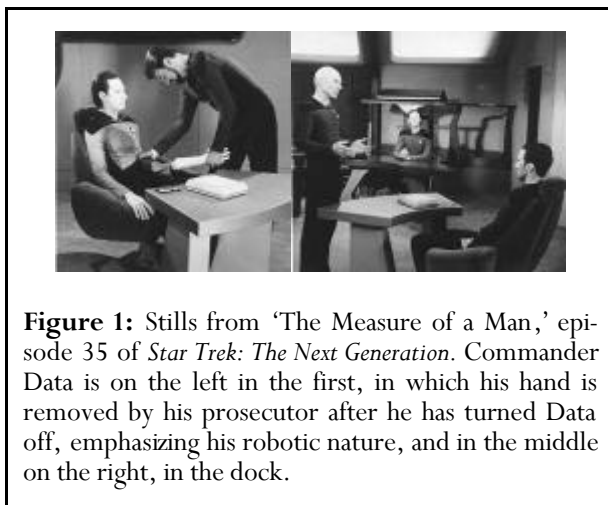 Figure 1: Stills from ‘The Measure of a Man,’ epi-
sode 35 of Star Trek: The Next Generation. Commander
Data is on the left in the first, in which his hand is
removed by his prosecutor after he has turned Data
off, emphasizing his robotic nature, and in the middle
on the right, in the dock.